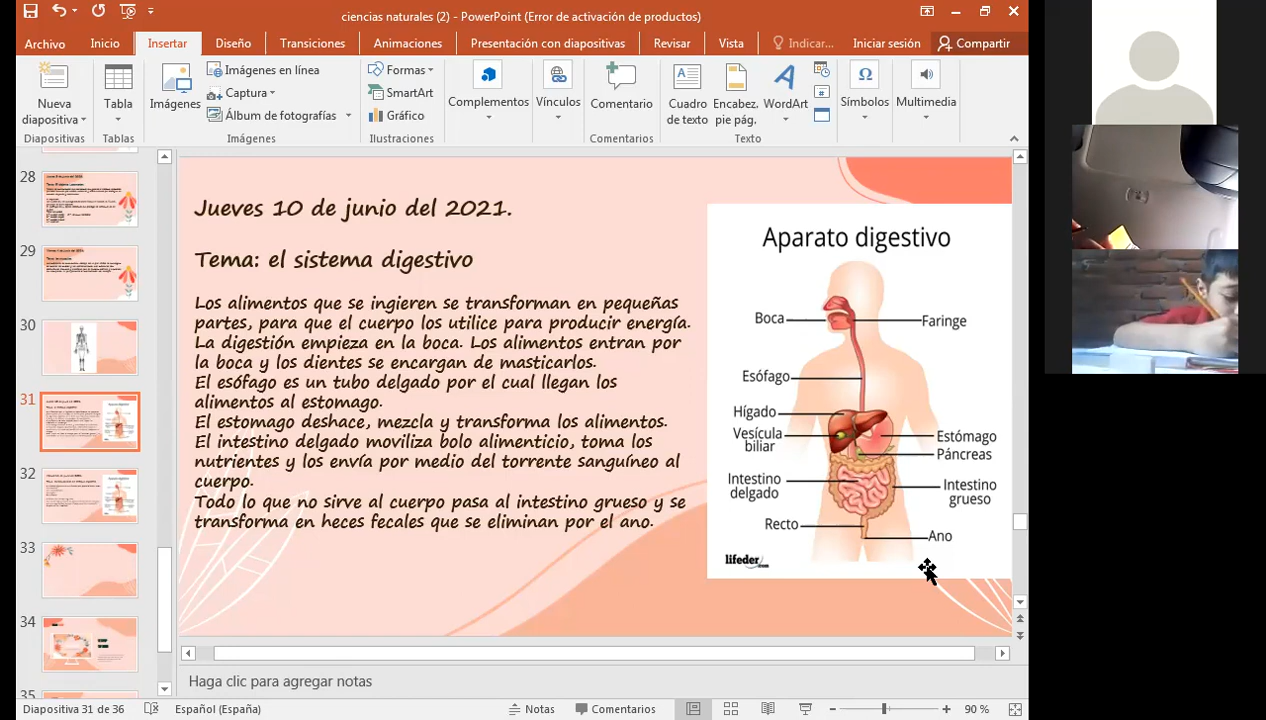 ciencias naturales (2) - PowerPoint (Error de activación de productos)
Archivo Inicio Insertar Diseño Transiciones Animaciones Presentación con diapositivas Revisar Vista Indicar... Iniciar sesión Compartir
Nueva diapositiva
Tabla
Imágenes
Imágenes en línea
Captura
Álbum de fotografías
Formas
SmartArt
Gráfico
Complementos
Vínculos
Comentario
Cuadro de texto
Encabez. pie pág.
WordArt
Símbolos
Multimedia
Diapositivas Tablas Imágenes Ilustraciones Comentarios Texto
28
29
30
31
32
33
34
35
Jueves 10 de junio del 2021.
Tema: el sistema digestivo
Los alimentos que se ingieren se transforman en pequeñas
partes, para que el cuerpo los utilice para producir energía.
La digestión empieza en la boca. Los alimentos entran por
la boca y los dientes se encargan de masticarlos.
El esófago es un tubo delgado por el cual llegan los
alimentos al estomago.
El estomago deshace, mezcla y transforma los alimentos.
El intestino delgado moviliza bolo alimenticio, toma los
nutrientes y los envía por medio del torrente sanguíneo al
cuerpo.
Todo lo que no sirve al cuerpo pasa al intestino grueso y se
transforma en heces fecales que se eliminan por el ano.
Aparato digestivo
Boca
Faringe
Esófago
Hígado
Vesícula
biliar
Estómago
Páncreas
Intestino
delgado
Intestino
grueso
Recto
Ano
lifeder.com
Haga clic para agregar notas
Diapositiva 31 de 36 Español (España) Notas Comentarios 90 %